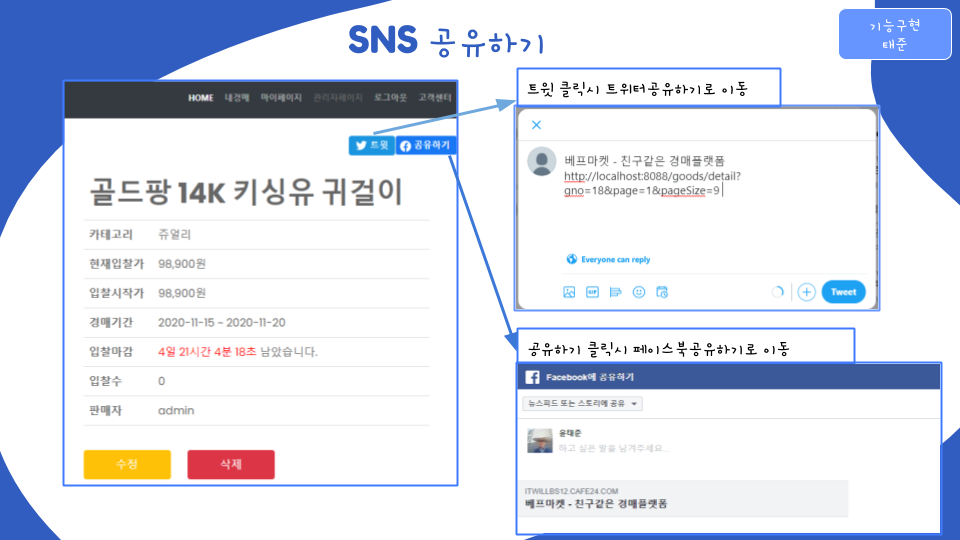 SNS 공유하기
기능구현
태준
HOME 내경매 마이페이지 관리자페이지 로그아웃 고객센터
트윗 공유하기
골드팡 14K 키싱유 귀걸이
카테고리 쥬얼리
현재입찰가 98,900원
입찰시작가 98,900원
경매기간 2020-11-15 ~ 2020-11-20
입찰마감 4일 21시간 4분 18초 남았습니다.
입찰수 0
판매자 admin
수정 삭제
트윗 클릭시 트위터공유하기로 이동
베프마켓 - 친구같은 경매플랫폼
http://localhost:8088/goods/detail?
gno=18&page=1&pageSize=9
Everyone can reply
GIF
Tweet
공유하기 클릭시 페이스북공유하기로 이동
Facebook에 공유하기
뉴스피드 또는 스토리에 공유
윤태준
하고 싶은 말을 남겨주세요...
ITWILLBS12.CAFE24.COM
베프마켓 - 친구같은 경매플랫폼